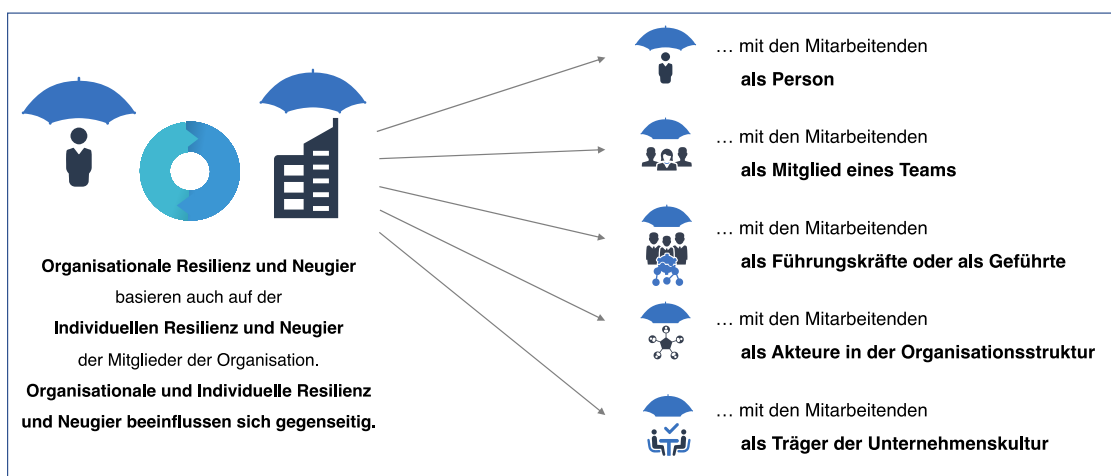 Organisationale Resilienz und Neugier
basieren auch auf der
Individuellen Resilienz und Neugier
der Mitglieder der Organisation.
Organisationale und Individuelle Resilienz
und Neugier beeinflussen sich gegenseitig.
… mit den Mitarbeitenden
als Person
… mit den Mitarbeitenden
als Mitglied eines Teams
… mit den Mitarbeitenden
als Führungskräfte oder als Geführte
… mit den Mitarbeitenden
als Akteure in der Organisationsstruktur
… mit den Mitarbeitenden
als Träger der Unternehmenskultur